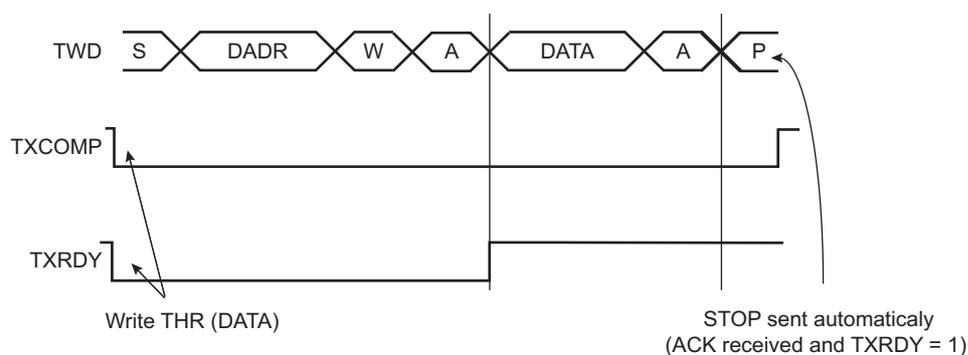 TWD S DADR W A DATA A P
TXCOMP
TXRDY
Write THR (DATA)
STOP sent automaticaly
(ACK received and TXRDY = 1)